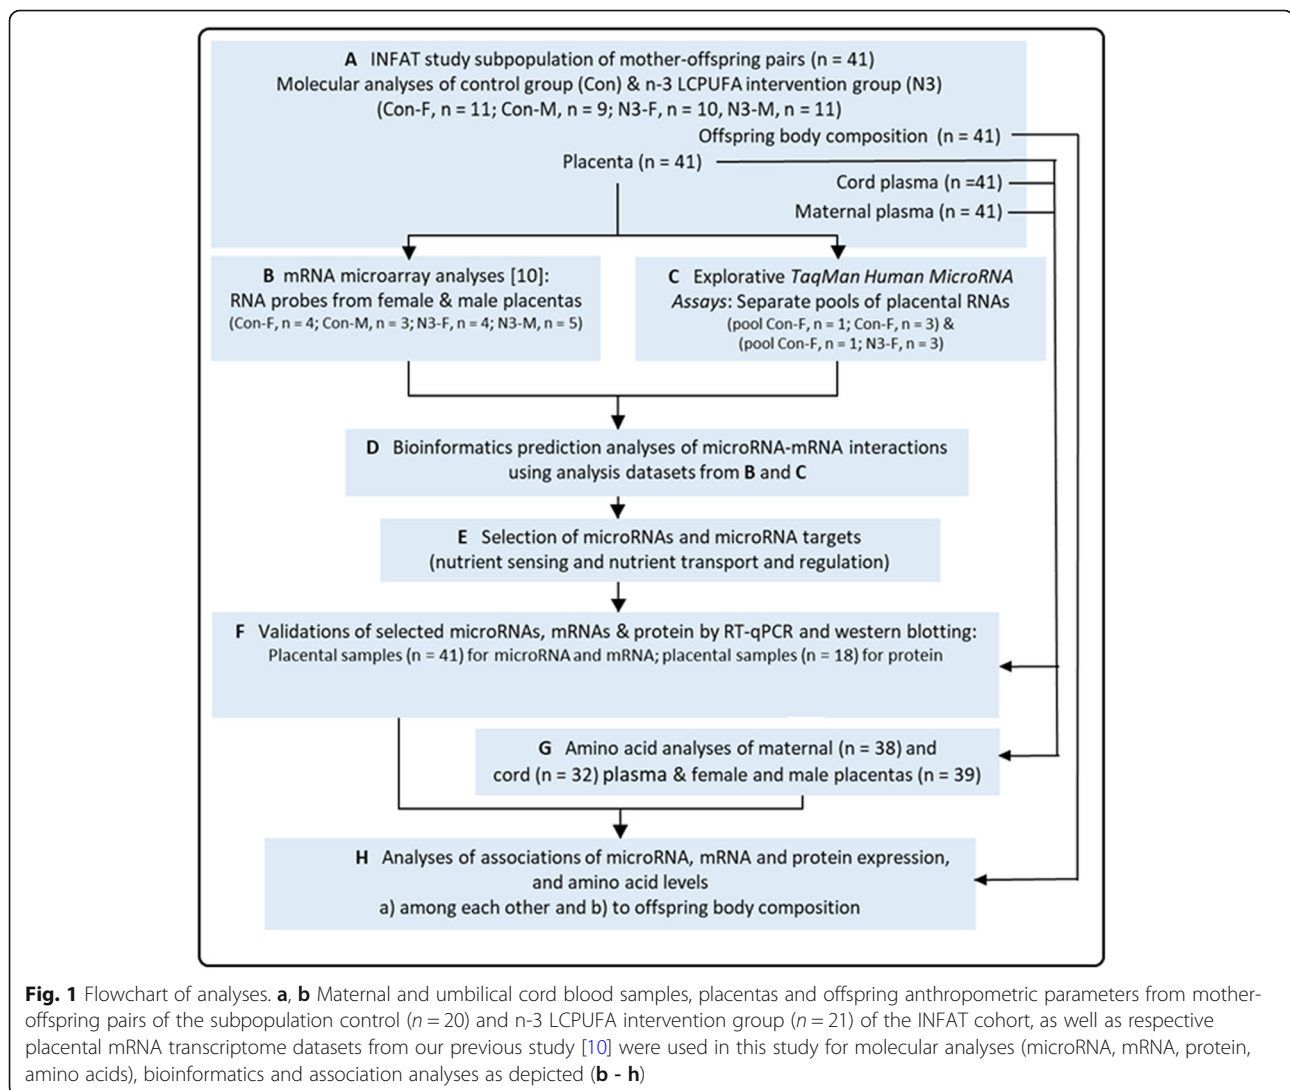 A INFAT study subpopulation of mother-offspring pairs (n = 41)
Molecular analyses of control group (Con) & n-3 LCPUFA intervention group (N3)
(Con-F, n = 11; Con-M, n = 9; N3-F, n = 10, N3-M, n = 11)
Offspring body composition (n = 41)
Placenta (n = 41)
Cord plasma (n =41)
Maternal plasma (n = 41)
B mRNA microarray analyses [10]:
RNA probes from female & male placentas
(Con-F, n = 4; Con-M, n = 3; N3-F, n = 4; N3-M, n = 5)
C Explorative TaqMan Human MicroRNA
Assays: Separate pools of placental RNAs
(pool Con-F, n = 1; Con-F, n = 3) &
(pool Con-F, n = 1; N3-F, n = 3)
D Bioinformatics prediction analyses of microRNA-mRNA interactions
using analysis datasets from B and C
E Selection of microRNAs and microRNA targets
(nutrient sensing and nutrient transport and regulation)
F Validations of selected microRNAs, mRNAs & protein by RT-qPCR and western blotting:
Placental samples (n = 41) for microRNA and mRNA; placental samples (n = 18) for protein
G Amino acid analyses of maternal (n = 38) and
cord (n = 32) plasma & female and male placentas (n = 39)
H Analyses of associations of microRNA, mRNA and protein expression,
and amino acid levels
a) among each other and b) to offspring body composition
Fig. 1 Flowchart of analyses. a, b Maternal and umbilical cord blood samples, placentas and offspring anthropometric parameters from mother-
offspring pairs of the subpopulation control (n = 20) and n-3 LCPUFA intervention group (n = 21) of the INFAT cohort, as well as respective
placental mRNA transcriptome datasets from our previous study [10] were used in this study for molecular analyses (microRNA, mRNA, protein,
amino acids), bioinformatics and association analyses as depicted (b - h)